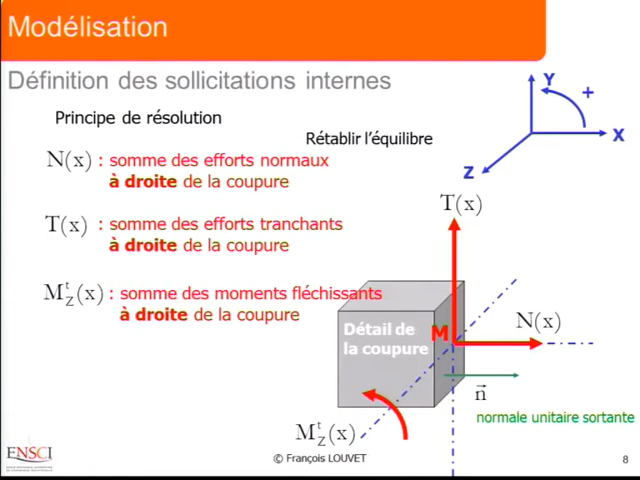 Modélisation
Définition des sollicitations internes
Principe de résolution
Rétablir l'équilibre
N(x) : somme des efforts normaux
à droite de la coupure
T(x) : somme des efforts tranchants
à droite de la coupure
M_Z^t(x) : somme des moments fléchissants
à droite de la coupure
Y
+
X
Z
T(x)
Détail de
la coupure
M
N(x)
n⃗
normale unitaire sortante
M_Z^t(x)
ENSCI
© François LOUVET
8